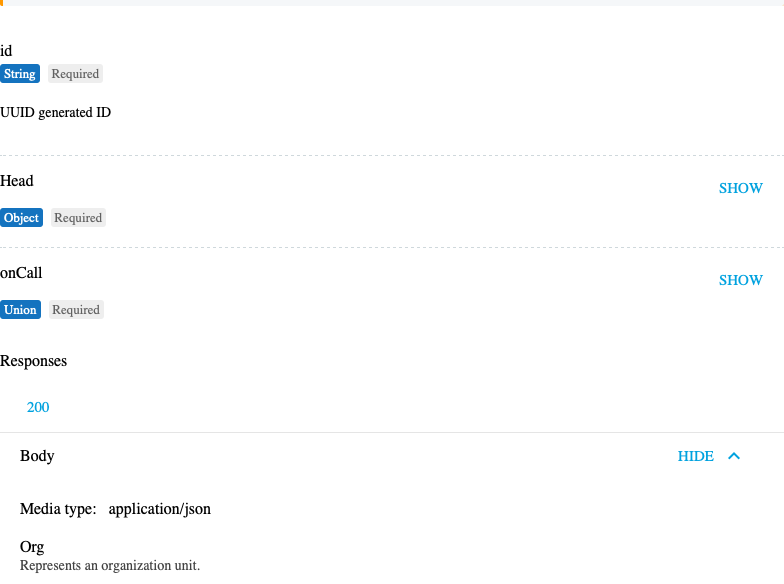 id
String Required
UUID generated ID
Head
SHOW
Object Required
onCall
SHOW
Union Required
Responses
200
Body
HIDE
Media type: application/json
Org
Represents an organization unit.